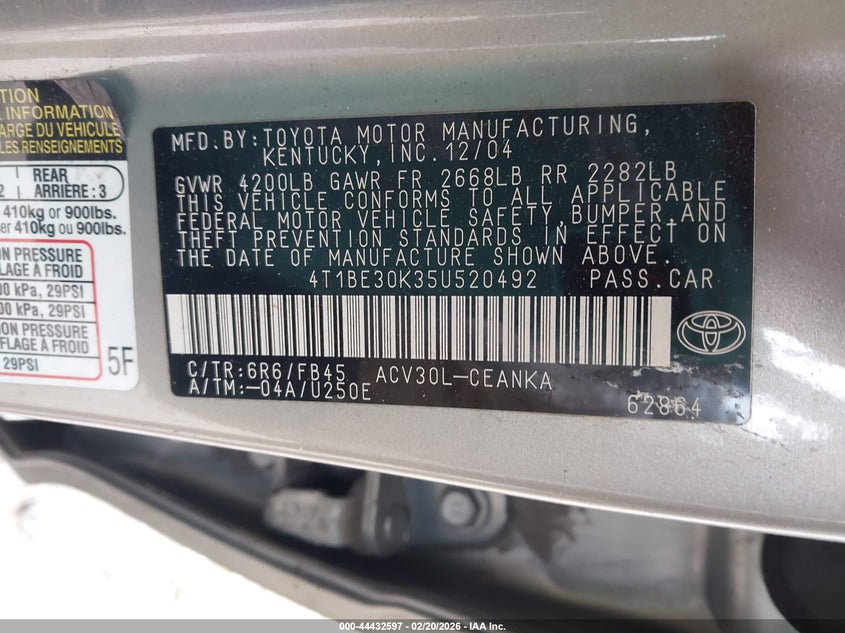 TION
INFORMATION
ARGE DU VÉHICULE
LES RENSEIGNEMENTS
REAR
ARRIERE : 3
410kg or 900lbs.
er 410kg ou 900lbs.
ON PRESSURE
FLAGE À FROID
00 kPa, 29PSI
00 kPa, 29PSI
ION PRESSURE
FLAGE À FROID
29PSI
5F
MFD. BY: TOYOTA MOTOR MANUFACTURING,
KENTUCKY, INC. 12/04
GVWR 4200LB GAWR FR 2668LB RR 2282LB
THIS VEHICLE CONFORMS TO ALL APPLICABLE
FEDERAL MOTOR VEHICLE SAFETY, BUMPER, AND
THEFT PREVENTION STANDARDS IN EFFECT ON
THE DATE OF MANUFACTURE SHOWN ABOVE.
4T1BE30K35U520492 PASS.CAR
C/TR:6R6/FB45 ACV30L-CEANKA
A/TM:-04A/U250E
62864
000-44432597 - 02/20/2026 - IAA Inc.